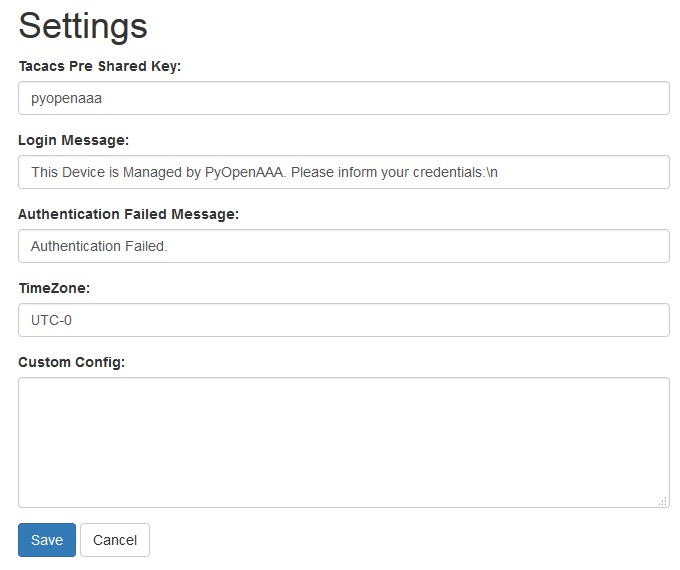 Settings
Tacacs Pre Shared Key:
pyopenaaa
Login Message:
This Device is Managed by PyOpenAAA. Please inform your credentials:\n
Authentication Failed Message:
Authentication Failed.
TimeZone:
UTC-0
Custom Config:
Save Cancel